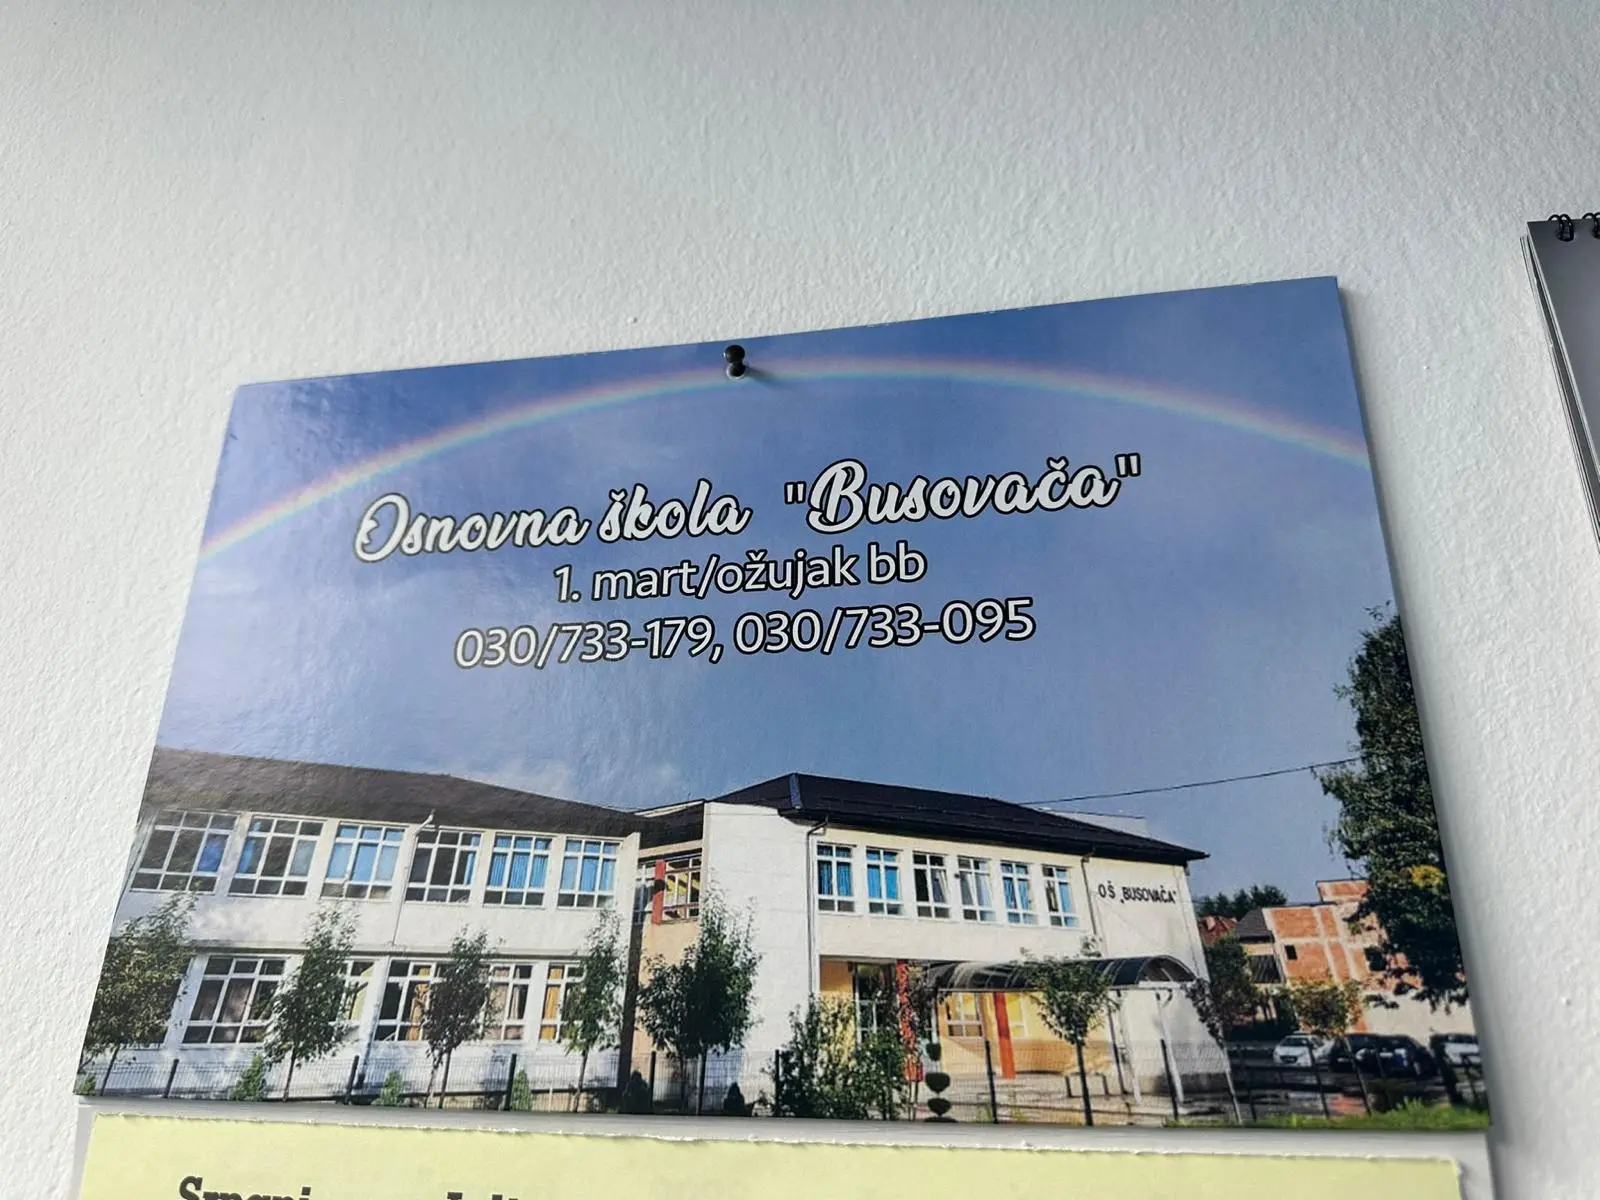 Osnovna škola "Busovača"
1. mart/ožujak bb
030/733-179, 030/733-095
OŠ „BUSOVAČA"